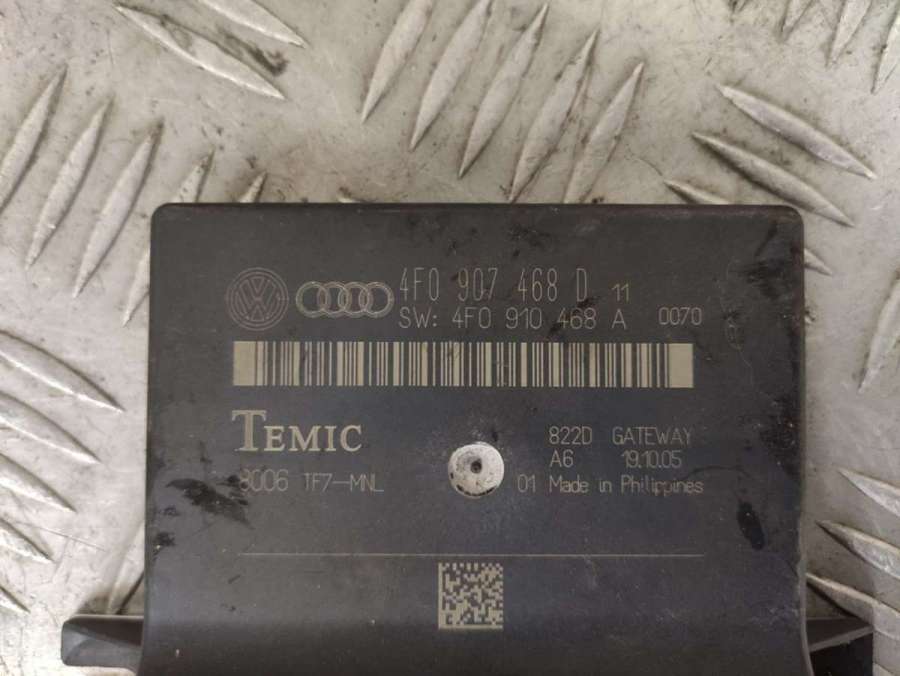 4F0 907 468 D 11
SW: 4F0 910 468 A 0070
TEMIC
822D GATEWAY
A6 19.10.05
8006 TF7-MNL
01 Made in Philippines